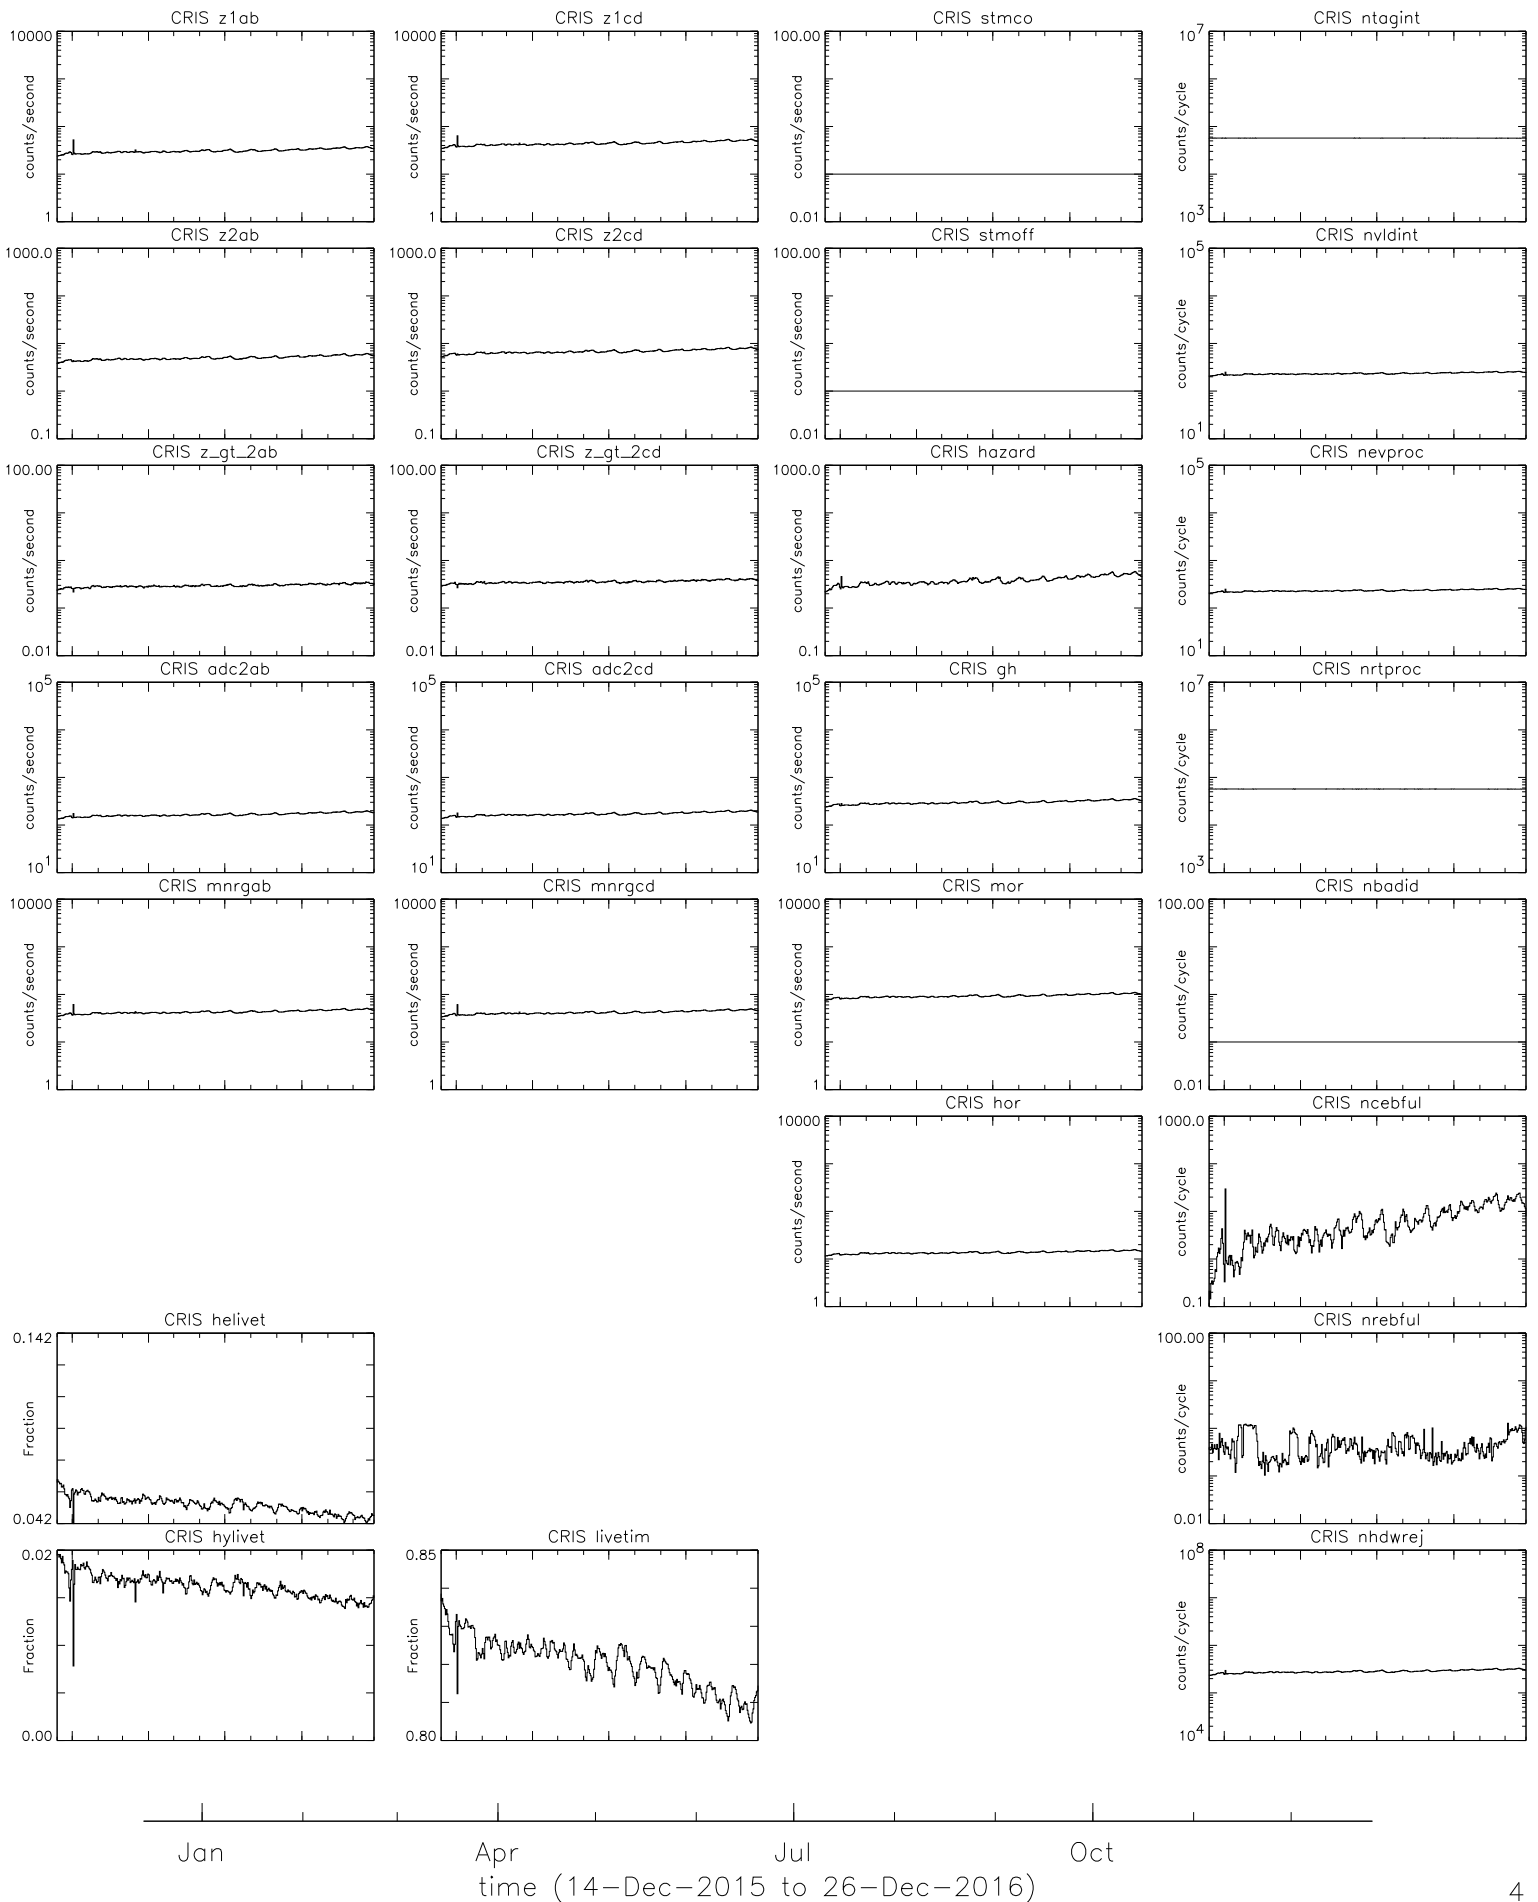 CRIS z1ab
10000
counts/second
1
CRIS z1cd
10000
counts/second
1
CRIS stmco
100.00
counts/second
0.01
CRIS ntagint
10^7
counts/cycle
10^3
CRIS z2ab
1000.0
counts/second
0.1
CRIS z2cd
1000.0
counts/second
0.1
CRIS stmoff
100.00
counts/second
0.01
CRIS nvldint
10^5
counts/cycle
10^1
CRIS z_gt_2ab
100.00
counts/second
0.01
CRIS z_gt_2cd
100.00
counts/second
0.01
CRIS hazard
1000.0
counts/second
0.1
CRIS nevproc
10^5
counts/cycle
10^1
CRIS adc2ab
10^5
counts/second
10^1
CRIS adc2cd
10^5
counts/second
10^1
CRIS gh
10^5
counts/second
10^1
CRIS nrtproc
10^7
counts/cycle
10^3
CRIS mnrgab
10000
counts/second
1
CRIS mnrgcd
10000
counts/second
1
CRIS mor
10000
counts/second
1
CRIS nbadid
100.00
counts/cycle
0.01
CRIS hor
10000
counts/second
1
CRIS ncebful
1000.0
counts/cycle
0.1
CRIS helivet
0.142
Fraction
0.042
CRIS nrebful
100.00
counts/cycle
0.01
CRIS hylivet
0.02
Fraction
0.00
CRIS livetim
0.85
Fraction
0.80
CRIS nhdwrej
10^8
counts/cycle
10^4
Jan Apr Jul Oct
time (14-Dec-2015 to 26-Dec-2016)
4